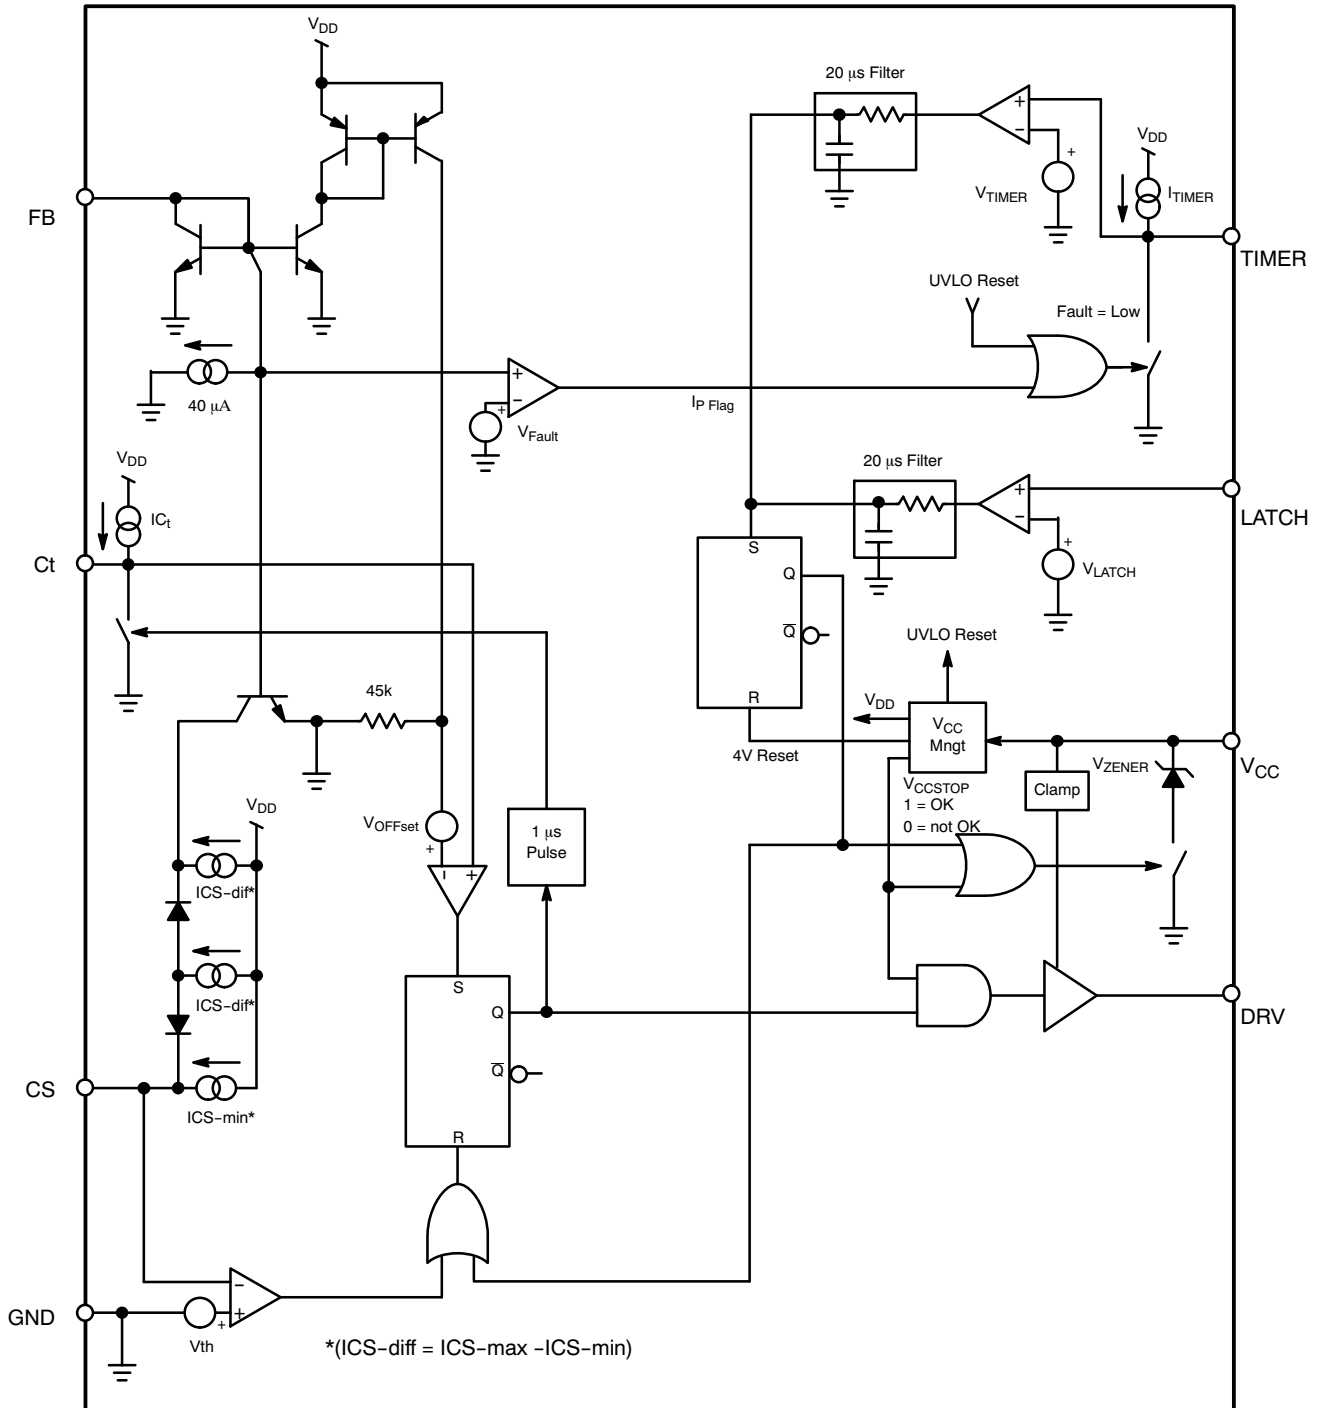 VDD
20 µs Filter
VDD
VTIMER
ITIMER
FB
TIMER
UVLO Reset
Fault = Low
40 µA
IP Flag
VFault
VDD
20 µs Filter
ICt
LATCH
Ct
S
Q
VLATCH
Q
UVLO Reset
45k
R
VDD
VCC
Mngt
4V Reset
VZENER
VCC
VCCSTOP
1 = OK
0 = not OK
Clamp
VDD
VOFFset
1 µs
Pulse
ICS-dif*
ICS-dif*
S
Q
DRV
Q
CS
ICS-min*
R
GND
Vth
*(ICS-diff = ICS-max -ICS-min)